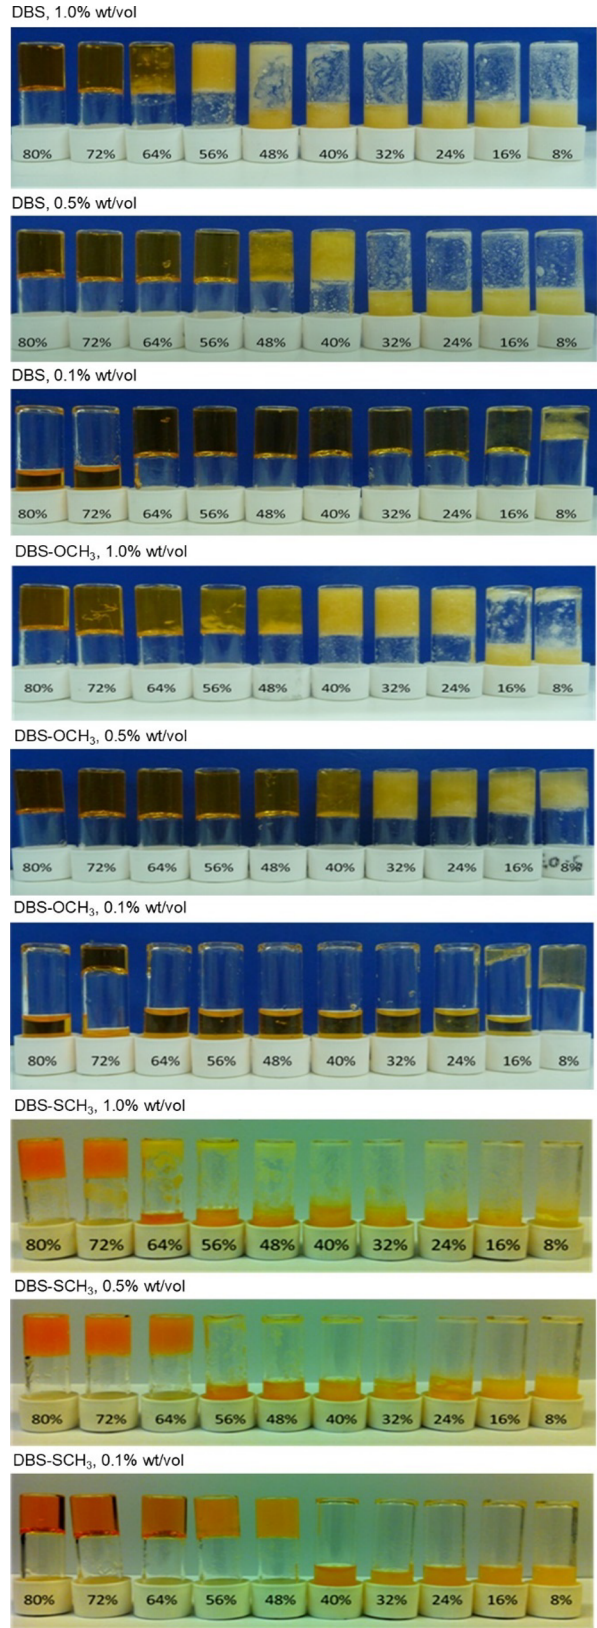 DBS, 1.0% wt/vol
80% 72% 64% 56% 48% 40% 32% 24% 16% 8%
DBS, 0.5% wt/vol
80% 72% 64% 56% 48% 40% 32% 24% 16% 8%
DBS, 0.1% wt/vol
80% 72% 64% 56% 48% 40% 32% 24% 16% 8%
DBS-OCH₃, 1.0% wt/vol
80% 72% 64% 56% 48% 40% 32% 24% 16% 8%
DBS-OCH₃, 0.5% wt/vol
80% 72% 64% 56% 48% 40% 32% 24% 16% 8%
DBS-OCH₃, 0.1% wt/vol
80% 72% 64% 56% 48% 40% 32% 24% 16% 8%
DBS-SCH₃, 1.0% wt/vol
80% 72% 64% 56% 48% 40% 32% 24% 16% 8%
DBS-SCH₃, 0.5% wt/vol
80% 72% 64% 56% 48% 40% 32% 24% 16% 8%
DBS-SCH₃, 0.1% wt/vol
80% 72% 64% 56% 48% 40% 32% 24% 16% 8%